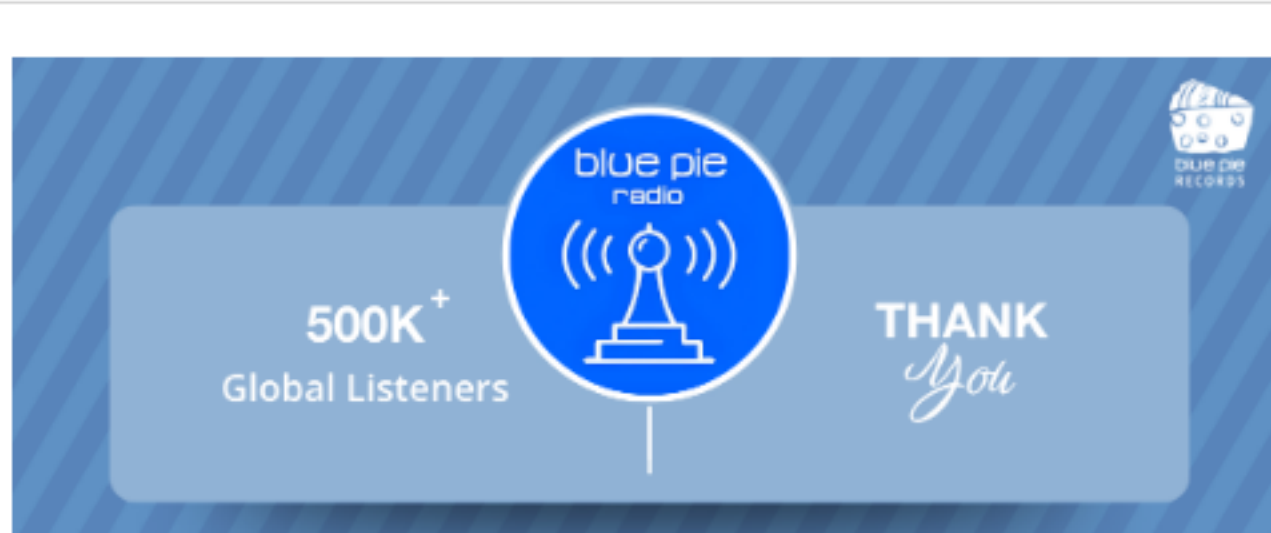 blue pie
radio
blue pie
RECORDS
500K+
Global Listeners
THANK
You